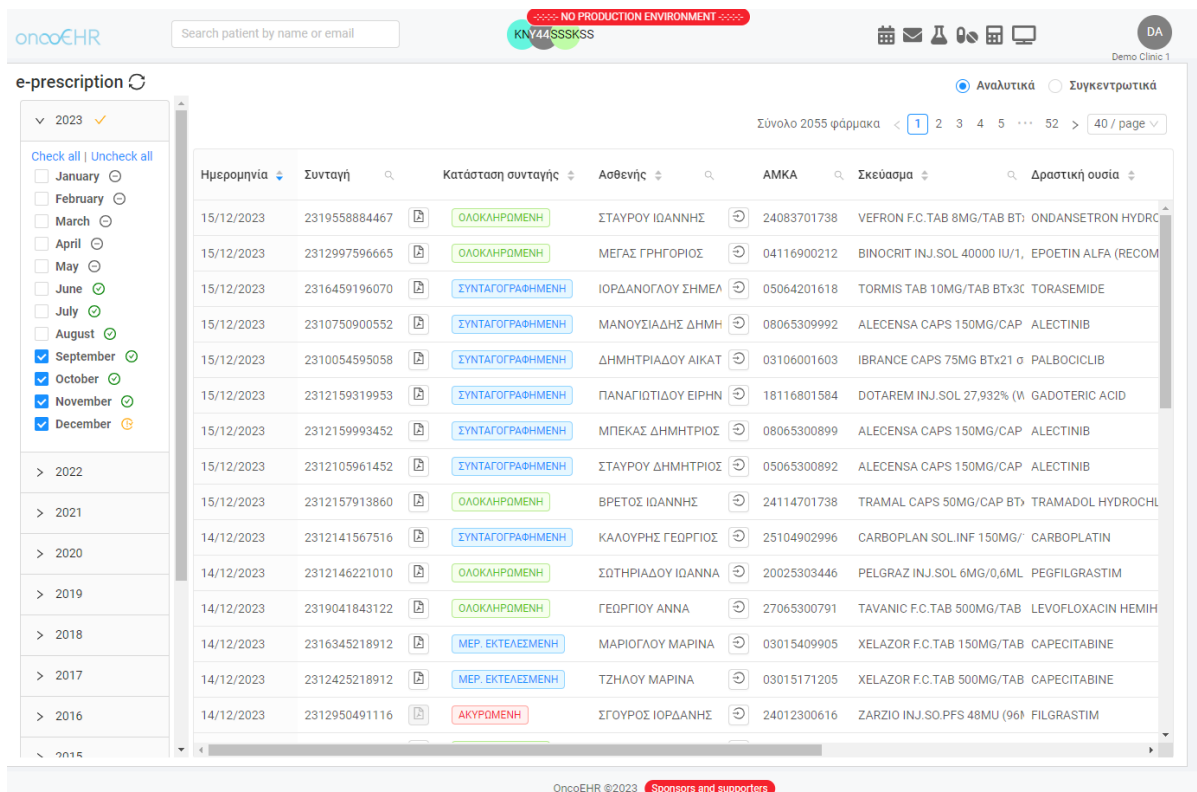 -:-:-:- NO PRODUCTION ENVIRONMENT -:-:-:-
oncoEHR
Search patient by name or email
KNY44SSSKSS
DA
Demo Clinic 1
e-prescription
Αναλυτικά Συγκεντρωτικά
2023
Σύνολο 2055 φάρμακα < 1 2 3 4 5 ··· 52 > 40 / page
Check all | Uncheck all
January
February
March
April
May
June
July
August
September
October
November
December
2022
2021
2020
2019
2018
2017
2016
2015
Ημερομηνία Συνταγή Κατάσταση συνταγής Ασθενής ΑΜΚΑ Σκεύασμα Δραστική ουσία
15/12/2023 2319558884467 ΟΛΟΚΛΗΡΩΜΕΝΗ ΣΤΑΥΡΟΥ ΙΩΑΝΝΗΣ 24083701738 VEFRON F.C.TAB 8MG/TAB BTx ONDANSETRON HYDRC
15/12/2023 2312997596665 ΟΛΟΚΛΗΡΩΜΕΝΗ ΜΕΓΑΣ ΓΡΗΓΟΡΙΟΣ 04116900212 BINOCRIT INJ.SOL 40000 IU/1, EPOETIN ALFA (RECOM
15/12/2023 2316459196070 ΣΥΝΤΑΓΟΓΡΑΦΗΜΕΝΗ ΙΟΡΔΑΝΟΓΛΟΥ ΣΗΜΕΛ 05064201618 TORMIS TAB 10MG/TAB BTx30 TORASEMIDE
15/12/2023 2310750900552 ΣΥΝΤΑΓΟΓΡΑΦΗΜΕΝΗ ΜΑΝΟΥΣΙΑΔΗΣ ΔΗΜΗ 08065309992 ALECENSA CAPS 150MG/CAP ALECTINIB
15/12/2023 2310054595058 ΣΥΝΤΑΓΟΓΡΑΦΗΜΕΝΗ ΔΗΜΗΤΡΙΑΔΟΥ ΑΙΚΑΤ 03106001603 IBRANCE CAPS 75MG BTx21 σ PALBOCICLIB
15/12/2023 2312159319953 ΣΥΝΤΑΓΟΓΡΑΦΗΜΕΝΗ ΠΑΝΑΓΙΩΤΙΔΟΥ ΕΙΡΗΝ 18116801584 DOTAREM INJ.SOL 27,932% (W GADOTERIC ACID
15/12/2023 2312159993452 ΣΥΝΤΑΓΟΓΡΑΦΗΜΕΝΗ ΜΠΕΚΑΣ ΔΗΜΗΤΡΙΟΣ 08065300899 ALECENSA CAPS 150MG/CAP ALECTINIB
15/12/2023 2312105961452 ΣΥΝΤΑΓΟΓΡΑΦΗΜΕΝΗ ΣΤΑΥΡΟΥ ΔΗΜΗΤΡΙΟΣ 05065300892 ALECENSA CAPS 150MG/CAP ALECTINIB
15/12/2023 2312157913860 ΟΛΟΚΛΗΡΩΜΕΝΗ ΒΡΕΤΟΣ ΙΩΑΝΝΗΣ 24114701738 TRAMAL CAPS 50MG/CAP BTx TRAMADOL HYDROCHL
14/12/2023 2312141567516 ΣΥΝΤΑΓΟΓΡΑΦΗΜΕΝΗ ΚΑΛΟΥΡΗΣ ΓΕΩΡΓΙΟΣ 25104902996 CARBOPLAN SOL.INF 150MG/ CARBOPLATIN
14/12/2023 2312146221010 ΟΛΟΚΛΗΡΩΜΕΝΗ ΣΩΤΗΡΙΑΔΟΥ ΙΩΑΝΝΑ 20025303446 PELGRAZ INJ.SOL 6MG/0,6ML PEGFILGRASTIM
14/12/2023 2319041843122 ΟΛΟΚΛΗΡΩΜΕΝΗ ΓΕΩΡΓΙΟΥ ΑΝΝΑ 27065300791 TAVANIC F.C.TAB 500MG/TAB LEVOFLOXACIN HEMIH
14/12/2023 2316345218912 ΜΕΡ. ΕΚΤΕΛΕΣΜΕΝΗ ΜΑΡΙΟΓΛΟΥ ΜΑΡΙΝΑ 03015409905 XELAZOR F.C.TAB 150MG/TAB CAPECITABINE
14/12/2023 2312425218912 ΜΕΡ. ΕΚΤΕΛΕΣΜΕΝΗ ΤΖΗΛΟΥ ΜΑΡΙΝΑ 03015171205 XELAZOR F.C.TAB 500MG/TAB CAPECITABINE
14/12/2023 2312950491116 ΑΚΥΡΩΜΕΝΗ ΣΓΟΥΡΟΣ ΙΟΡΔΑΝΗΣ 24012300616 ZARZIO INJ.SO.PFS 48MU (96M FILGRASTIM
OncoEHR ©2023 Sponsors and supporters